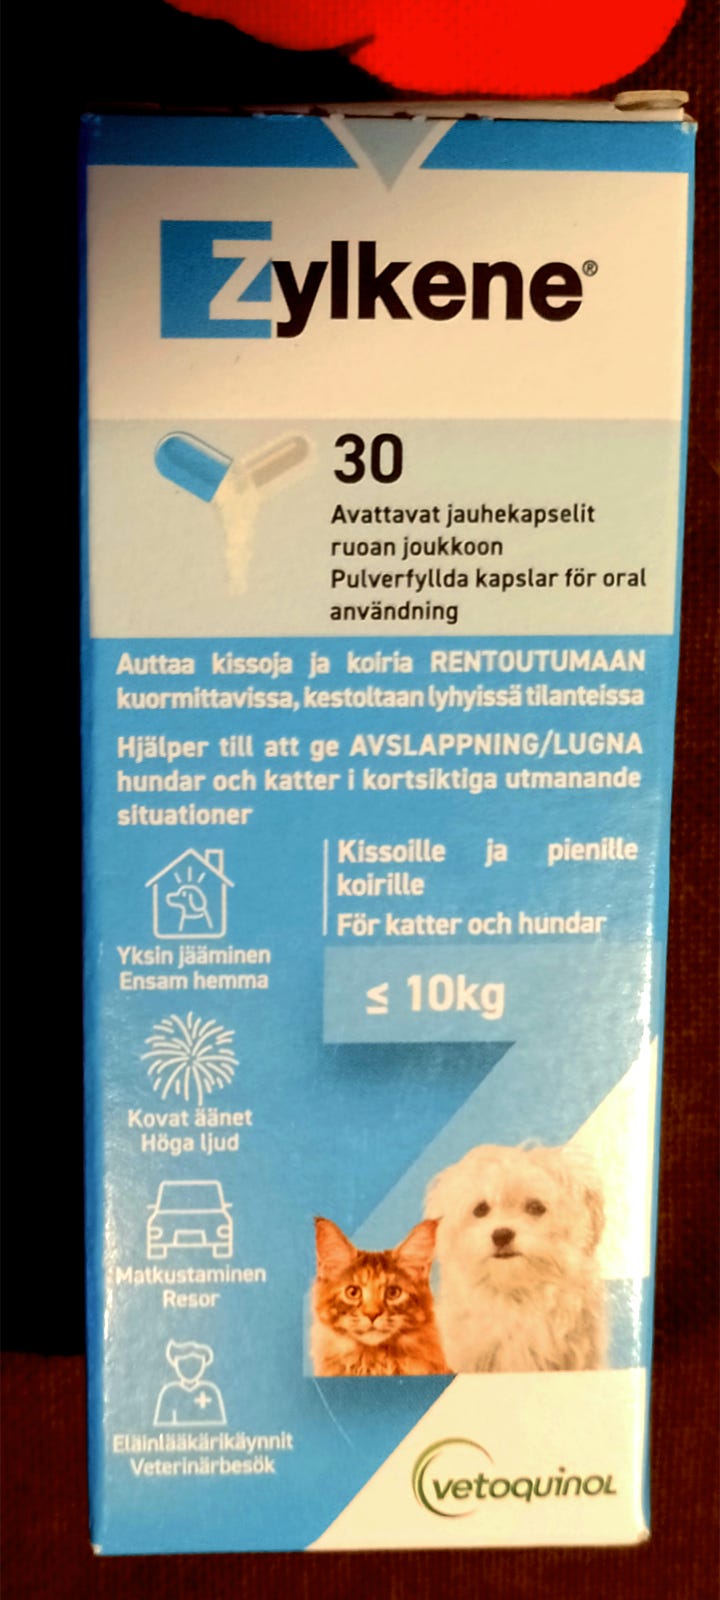 Zylkene®
30
Avattavat jauhekapselit
ruoan joukkoon
Pulverfyllda kapslar för oral
användning
Auttaa kissoja ja koiria RENTOUTUMAAN
kuormittavissa, kestoltaan lyhyissä tilanteissa
Hjälper till att ge AVSLAPPNING/LUGNA
hundar och katter i kortsiktiga utmanande
situationer
Kissoille ja pienille
koirille
För katter och hundar
≤ 10kg
Yksin jääminen
Ensam hemma
Kovat äänet
Höga ljud
Matkustaminen
Resor
Eläinlääkärikäynnit
Veterinärbesök
vetoquinol